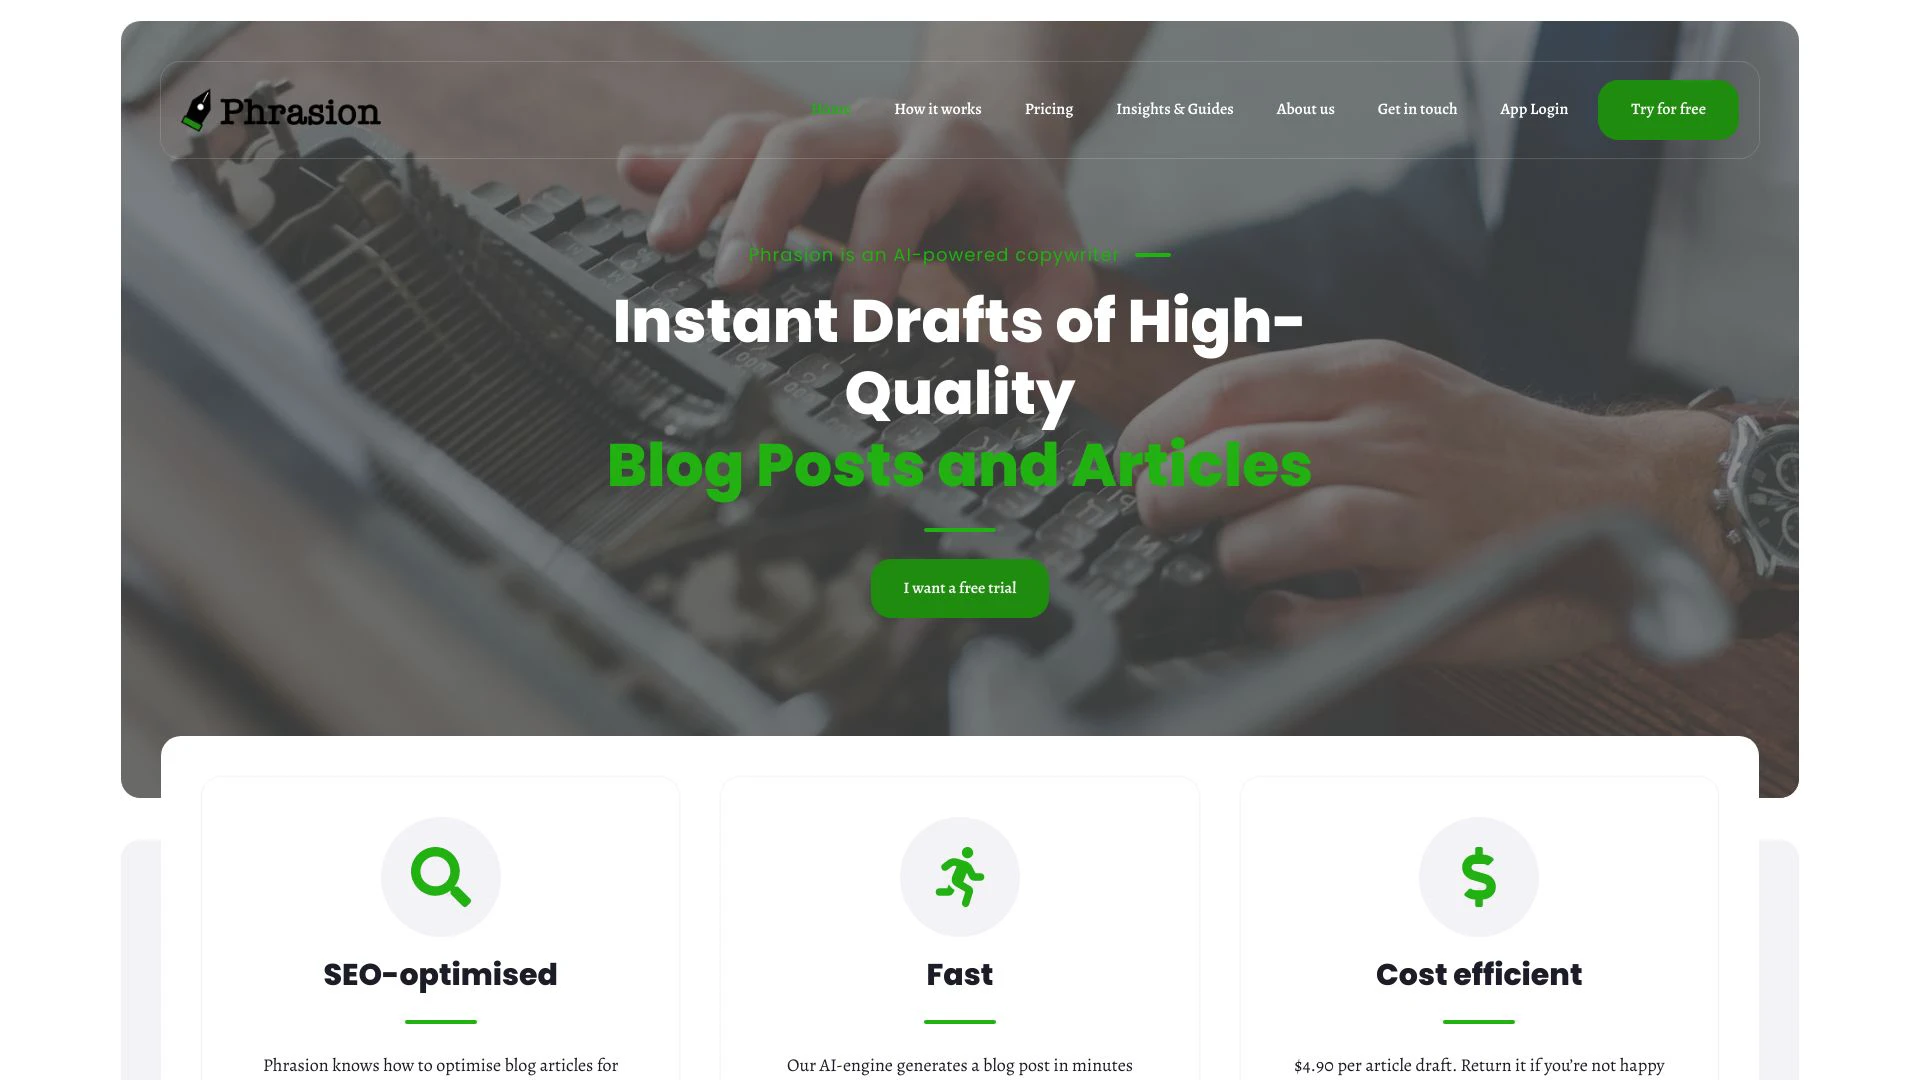 Phrasion
Home
How it works
Pricing
Insights & Guides
About us
Get in touch
App Login
Try for free
Phrasion is an AI-powered copywriter
Instant Drafts of High-
Quality
Blog Posts and Articles
I want a free trial
SEO-optimised
Fast
Cost efficient
Phrasion knows how to optimise blog articles for
Our AI-engine generates a blog post in minutes
$4.90 per article draft. Return it if you’re not happy